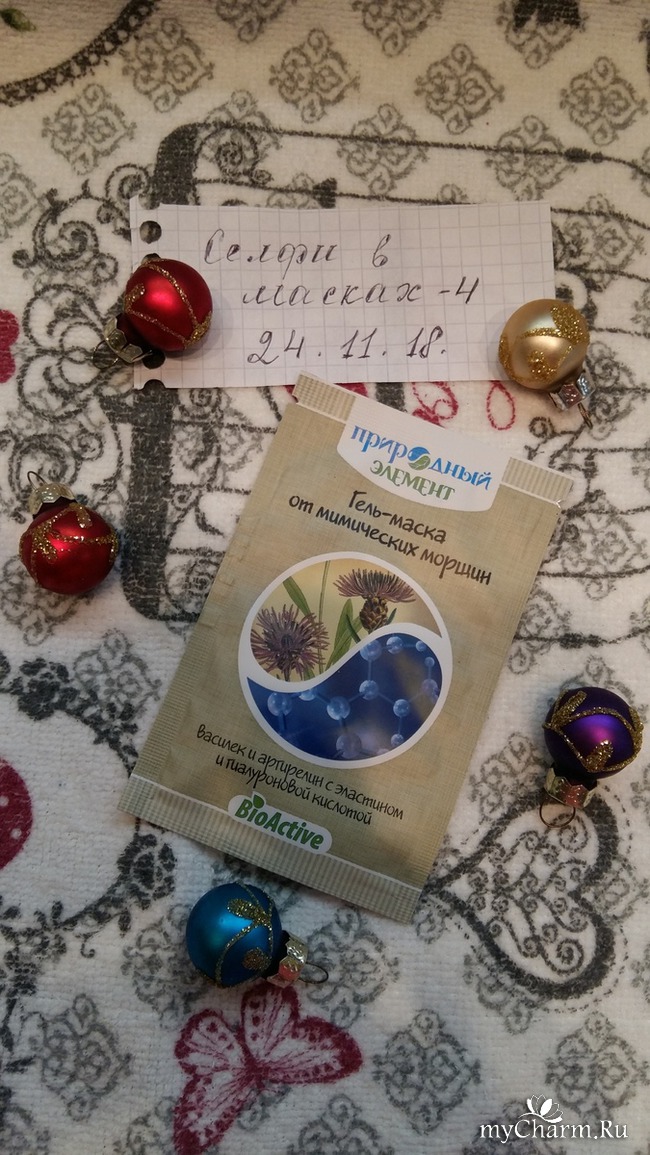 Селфи в
масках-4
24.11.18.
природный
элемент
Гель-маска
от мимических морщин
василек и артирелин с эластином
и гиалуроновой кислотой
BioActive
myCharm.Ru